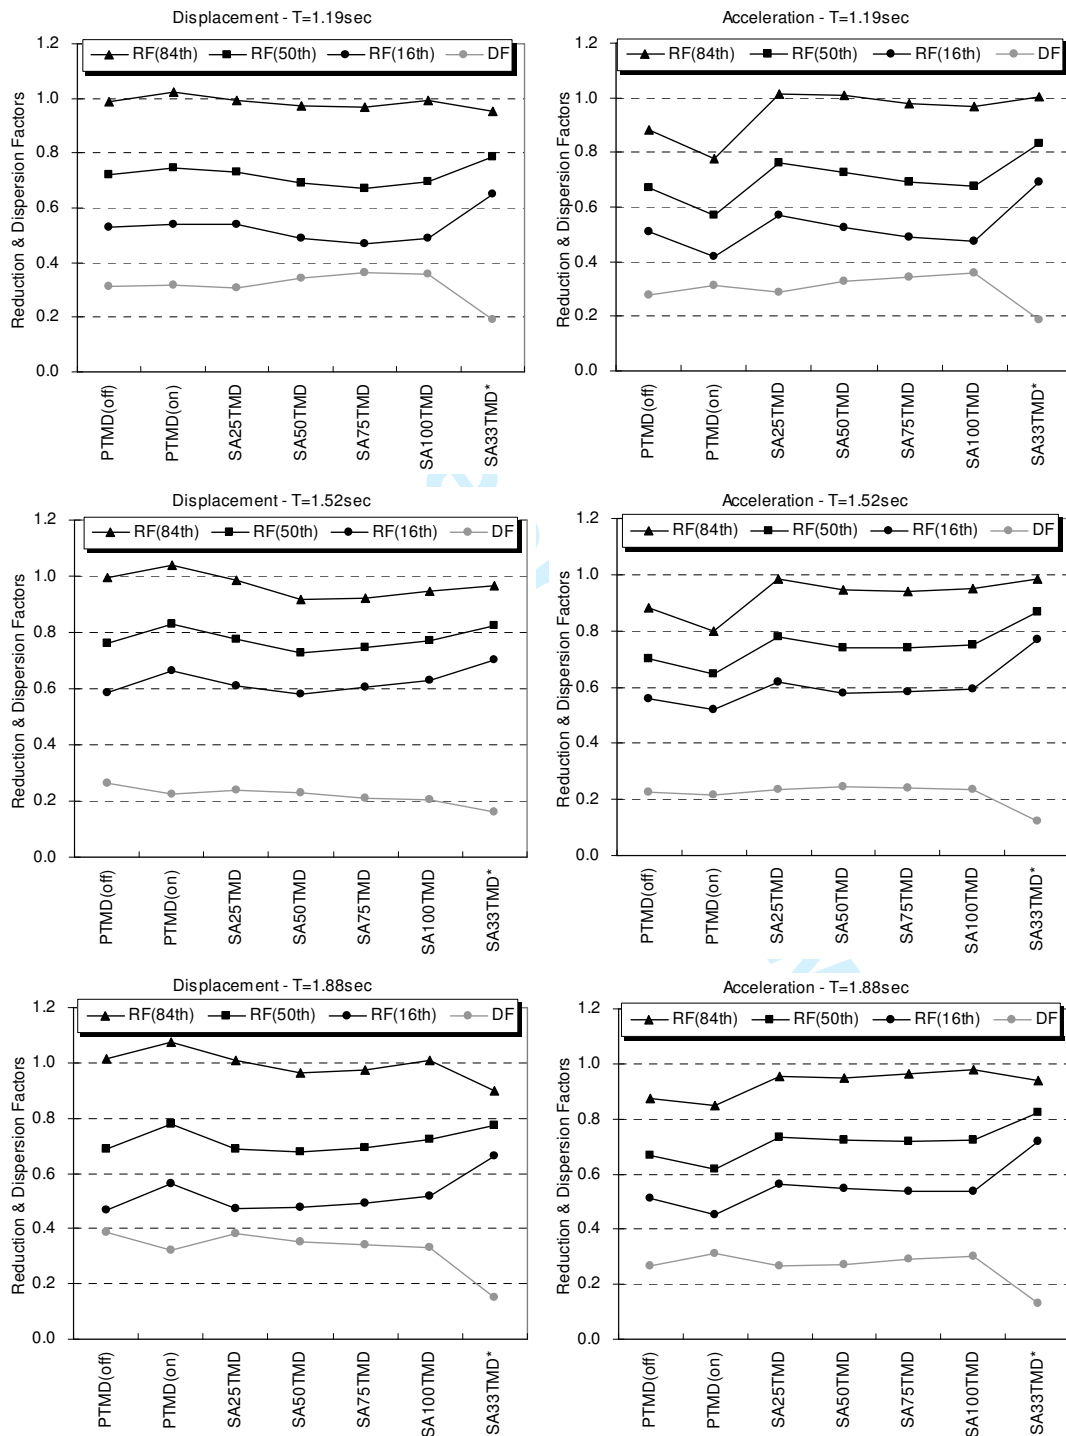 Displacement - T=1.19sec
RF(84th) RF(50th) RF(16th) DF
Reduction & Dispersion Factors
1.2
1.0
0.8
0.6
0.4
0.2
0.0
PTMD(off) PTMD(on) SA25TMD SA50TMD SA75TMD SA100TMD SA33TMD*
Acceleration - T=1.19sec
RF(84th) RF(50th) RF(16th) DF
Reduction & Dispersion Factors
1.2
1.0
0.8
0.6
0.4
0.2
0.0
PTMD(off) PTMD(on) SA25TMD SA50TMD SA75TMD SA100TMD SA33TMD*
Displacement - T=1.52sec
RF(84th) RF(50th) RF(16th) DF
Reduction & Dispersion Factors
1.2
1.0
0.8
0.6
0.4
0.2
0.0
PTMD(off) PTMD(on) SA25TMD SA50TMD SA75TMD SA100TMD SA33TMD*
Acceleration - T=1.52sec
RF(84th) RF(50th) RF(16th) DF
Reduction & Dispersion Factors
1.2
1.0
0.8
0.6
0.4
0.2
0.0
PTMD(off) PTMD(on) SA25TMD SA50TMD SA75TMD SA100TMD SA33TMD*
Displacement - T=1.88sec
RF(84th) RF(50th) RF(16th) DF
Reduction & Dispersion Factors
1.2
1.0
0.8
0.6
0.4
0.2
0.0
PTMD(off) PTMD(on) SA25TMD SA50TMD SA75TMD SA100TMD SA33TMD*
Acceleration - T=1.88sec
RF(84th) RF(50th) RF(16th) DF
Reduction & Dispersion Factors
1.2
1.0
0.8
0.6
0.4
0.2
0.0
PTMD(off) PTMD(on) SA25TMD SA50TMD SA75TMD SA100TMD SA33TMD*